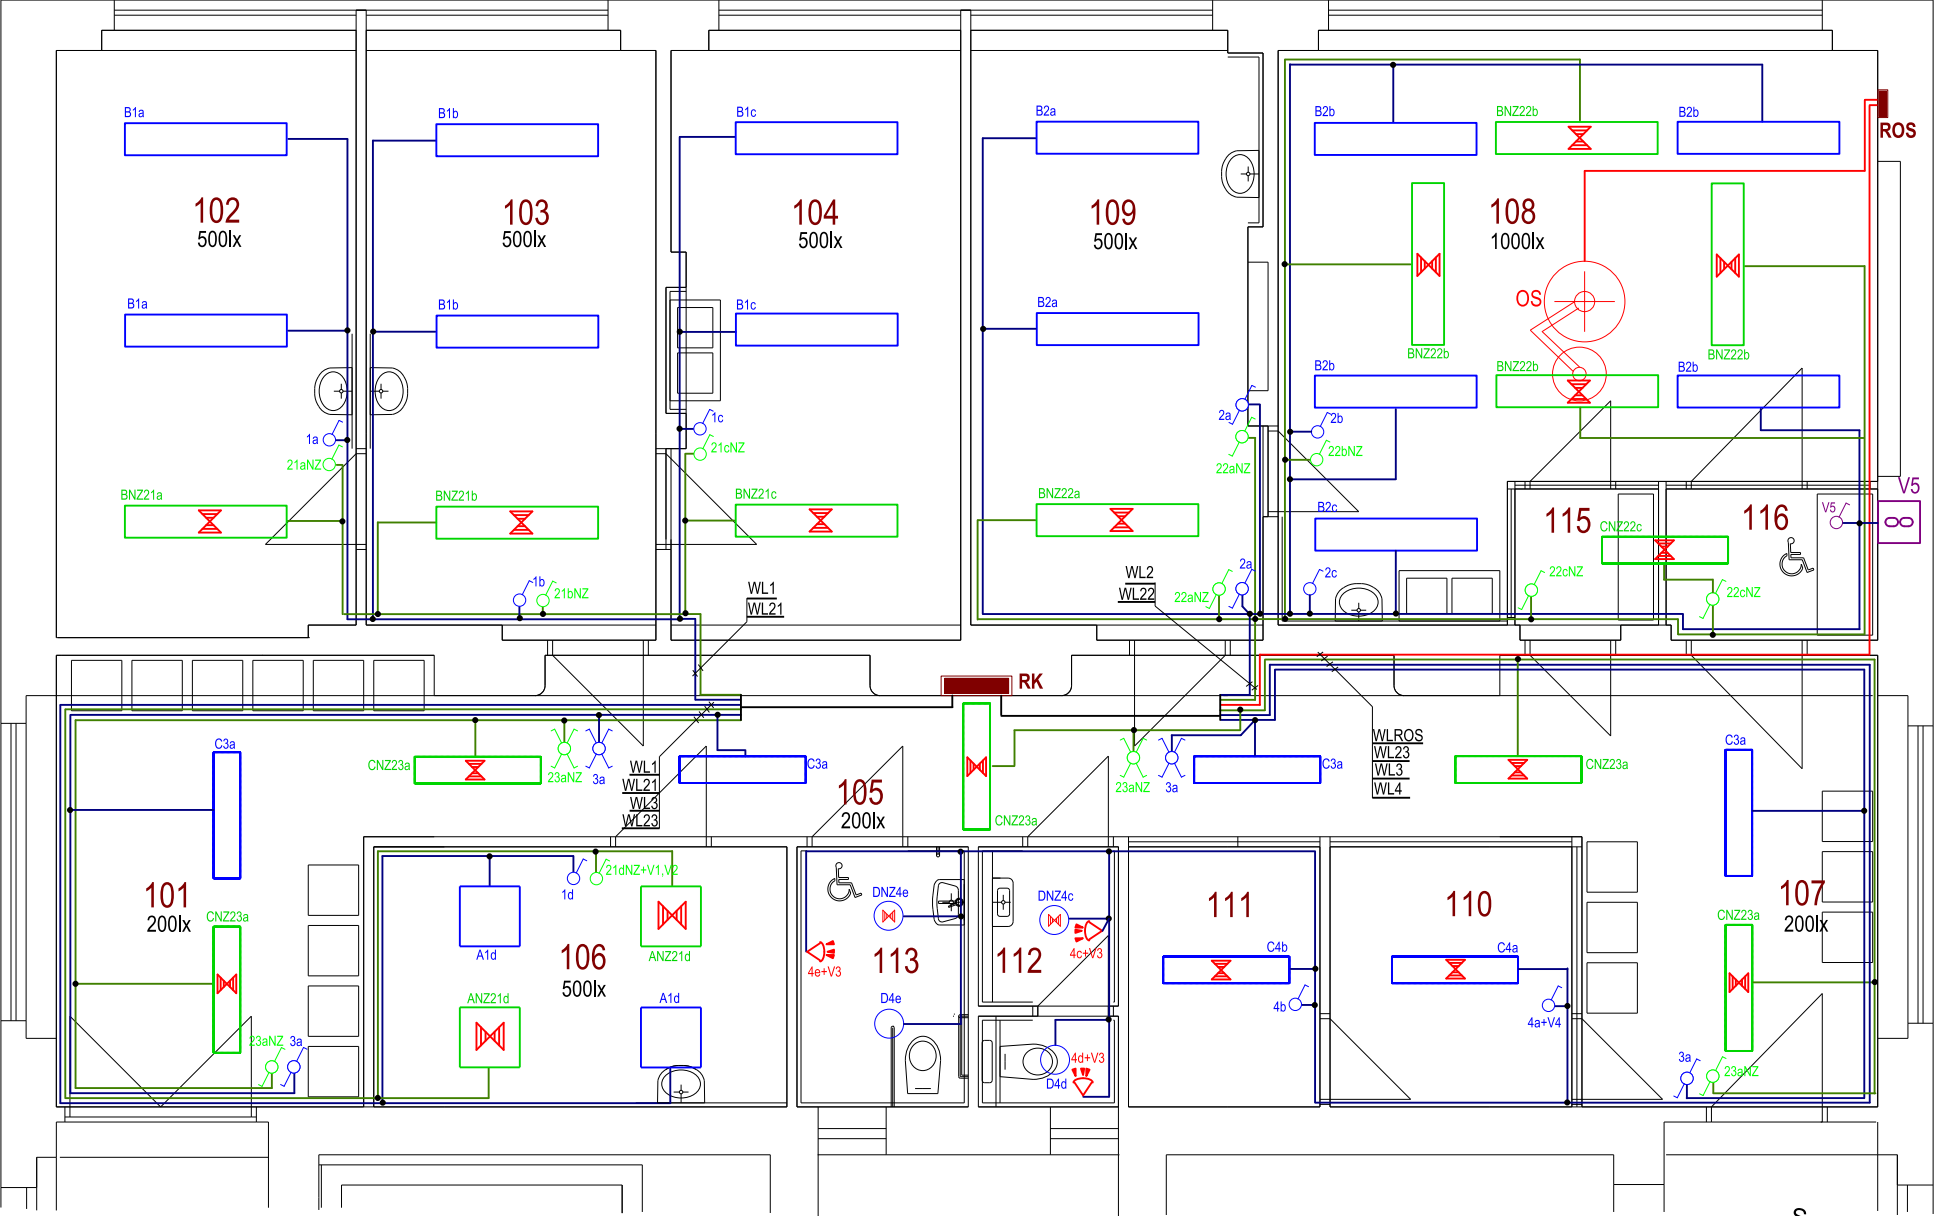 B1a
B1b
B1c
B2a
B2b
BNZ22b
B2b
ROS
102
500lx
103
500lx
104
500lx
109
500lx
108
1000lx
OS
B1a
B1b
B1c
B2a
BNZ22b
BNZ22b
B2b
BNZ22b
B2b
1a
21aNZ
1c
21cNZ
2a
22aNZ
2b
22bNZ
BNZ21a
BNZ21b
BNZ21c
BNZ22a
B2c
115
CNZ22c
116
V5
V5
1b
21bNZ
WL1
WL21
WL2
WL22
22aNZ
2a
2c
22cNZ
22cNZ
RK
C3a
CNZ23a
23aNZ
3a
WL1
WL21
WL3
WL23
C3a
105
200lx
CNZ23a
23aNZ
3a
C3a
WLROS
WL23
WL3
WL4
CNZ23a
C3a
101
200lx
CNZ23a
1d
21dNZ+V1,V2
A1d
ANZ21d
106
500lx
ANZ21d
A1d
DNZ4e
4e+V3
113
D4e
DNZ4c
4c+V3
112
4d+V3
D4d
111
C4b
4b
110
C4a
4a+V4
107
200lx
CNZ23a
23aNZ
3a
3a
23aNZ